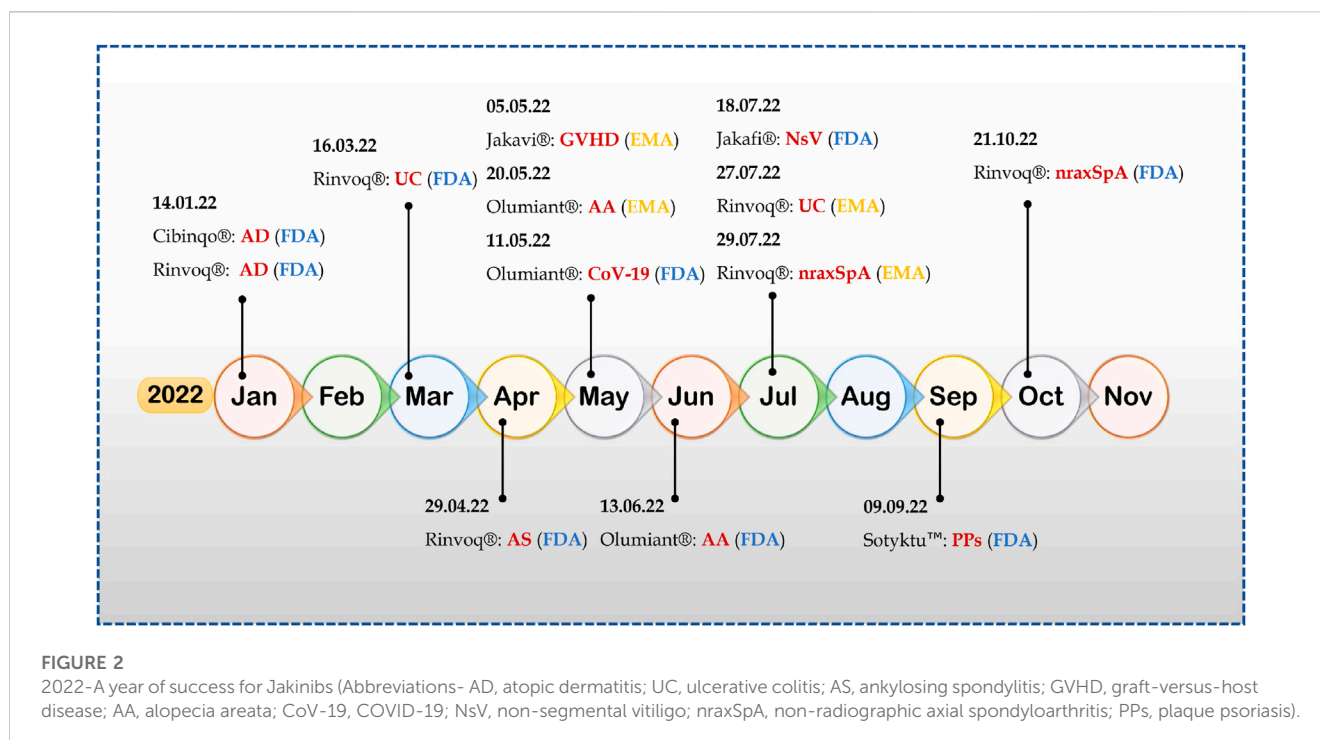 05.05.22
Jakavi®: GVHD (EMA)
20.05.22
Olumiant®: AA (EMA)
11.05.22
Olumiant®: CoV-19 (FDA)
18.07.22
Jakafi®: NsV (FDA)
27.07.22
Rinvoq®: UC (EMA)
29.07.22
Rinvoq®: nraxSpA (EMA)
16.03.22
Rinvoq®: UC (FDA)
21.10.22
Rinvoq®: nraxSpA (FDA)
14.01.22
Cibinqo®: AD (FDA)
Rinvoq®: AD (FDA)
2022 Jan Feb Mar Apr May Jun Jul Aug Sep Oct Nov
29.04.22
Rinvoq®: AS (FDA)
13.06.22
Olumiant®: AA (FDA)
09.09.22
Sotyktu™: PPs (FDA)
FIGURE 2
2022-A year of success for Jakinibs (Abbreviations- AD, atopic dermatitis; UC, ulcerative colitis; AS, ankylosing spondylitis; GVHD, graft-versus-host
disease; AA, alopecia areata; CoV-19, COVID-19; NsV, non-segmental vitiligo; nraxSpA, non-radiographic axial spondyloarthritis; PPs, plaque psoriasis).